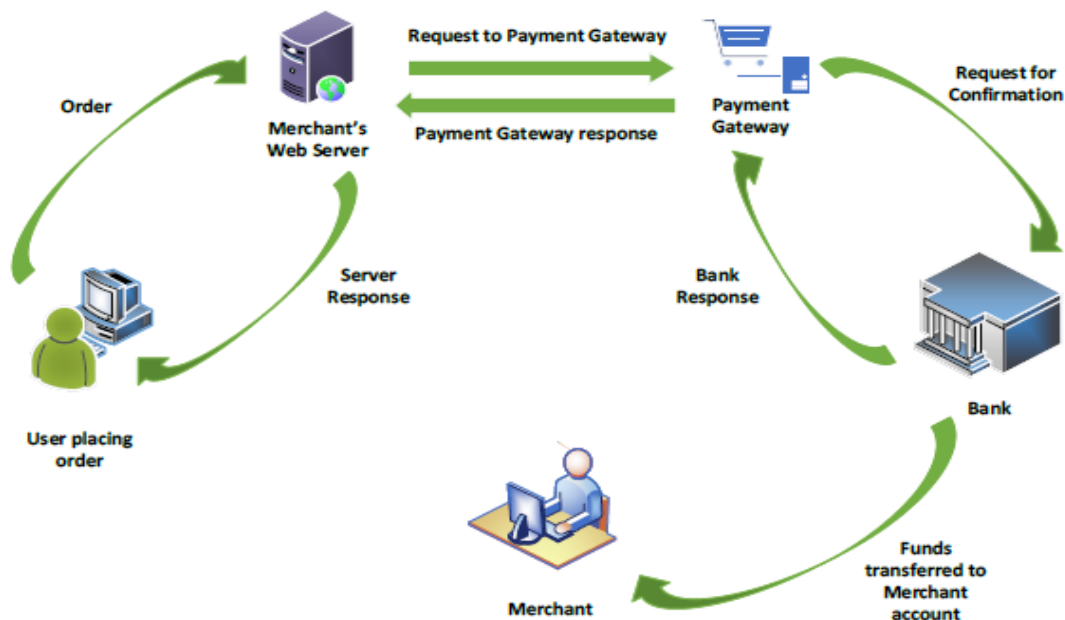 Request to Payment Gateway
Order
Request for
Confirmation
Merchant's
Web Server
Payment Gateway response
Payment
Gateway
Server
Response
Bank
Response
Bank
User placing
order
Merchant
Funds
transferred to
Merchant
account